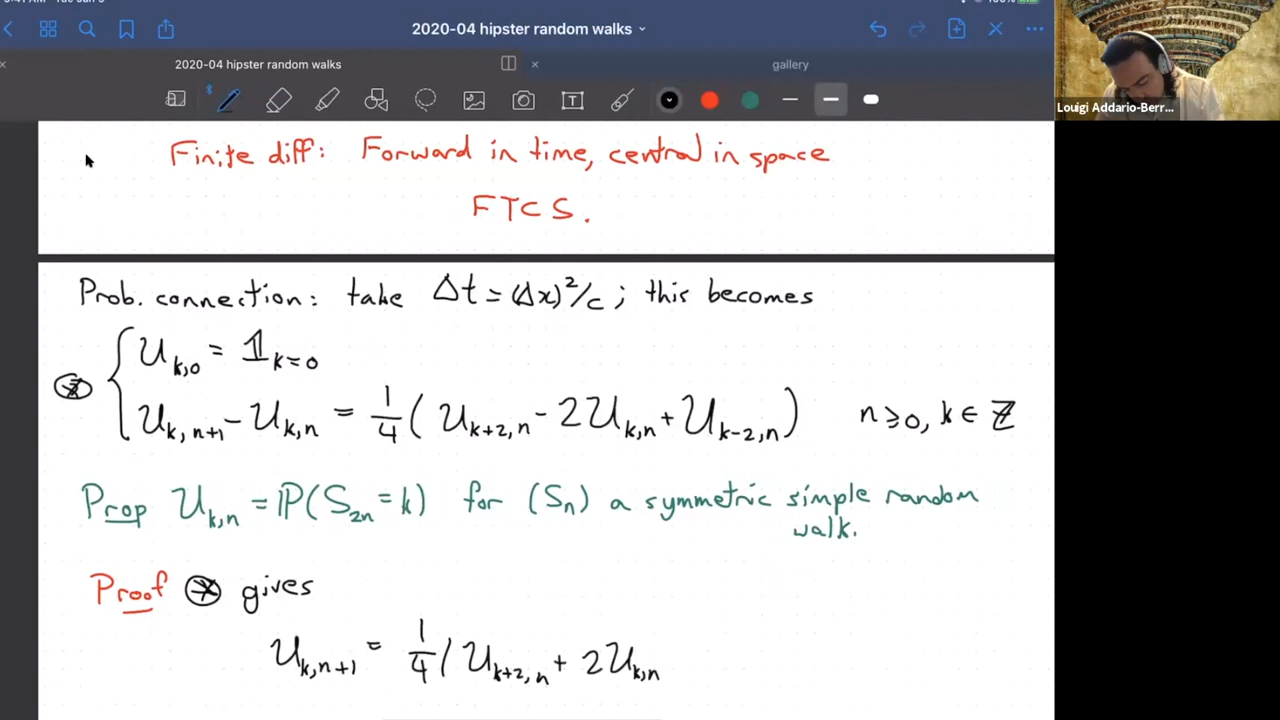 2020-04 hipster random walks
2020-04 hipster random walks
gallery
Louigi Addario-Berr...
Finite diff: Forward in time, central in space
FTCS.
Prob. connection: take Δt = (Δx)²/c ; this becomes
U_{k,0} = 𝟙_{k=0}
⊛ { U_{k,n+1} - U_{k,n} = 1/4 ( U_{k+2,n} - 2U_{k,n} + U_{k-2,n} ) n ≥ 0, k ∈ ℤ
Prop U_{k,n} = ℙ(S_{2n} = k) for (S_n) a symmetric simple random
walk.
Proof ⊛ gives
U_{k,n+1} = 1/4 ( U_{k+2,n} + 2U_{k,n}